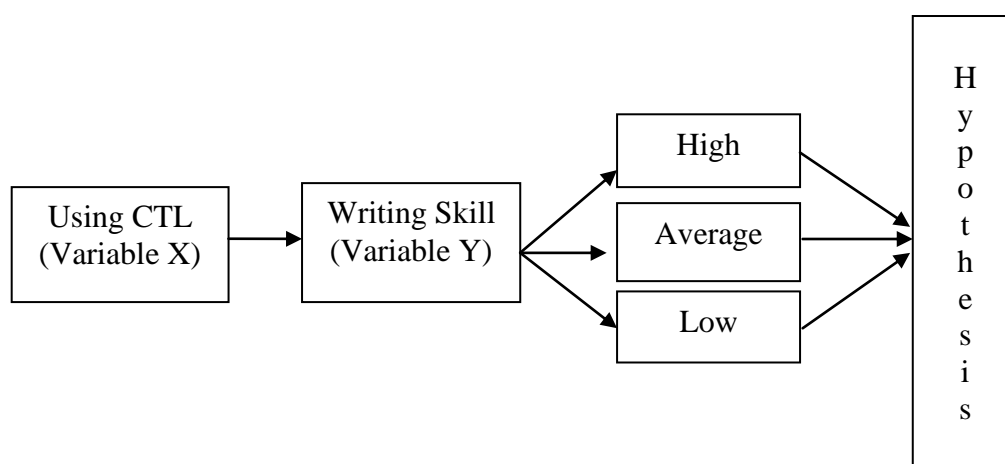 Using CTL
(Variable X)
Writing Skill
(Variable Y)
High
Average
Low
H
y
p
o
t
h
e
s
i
s